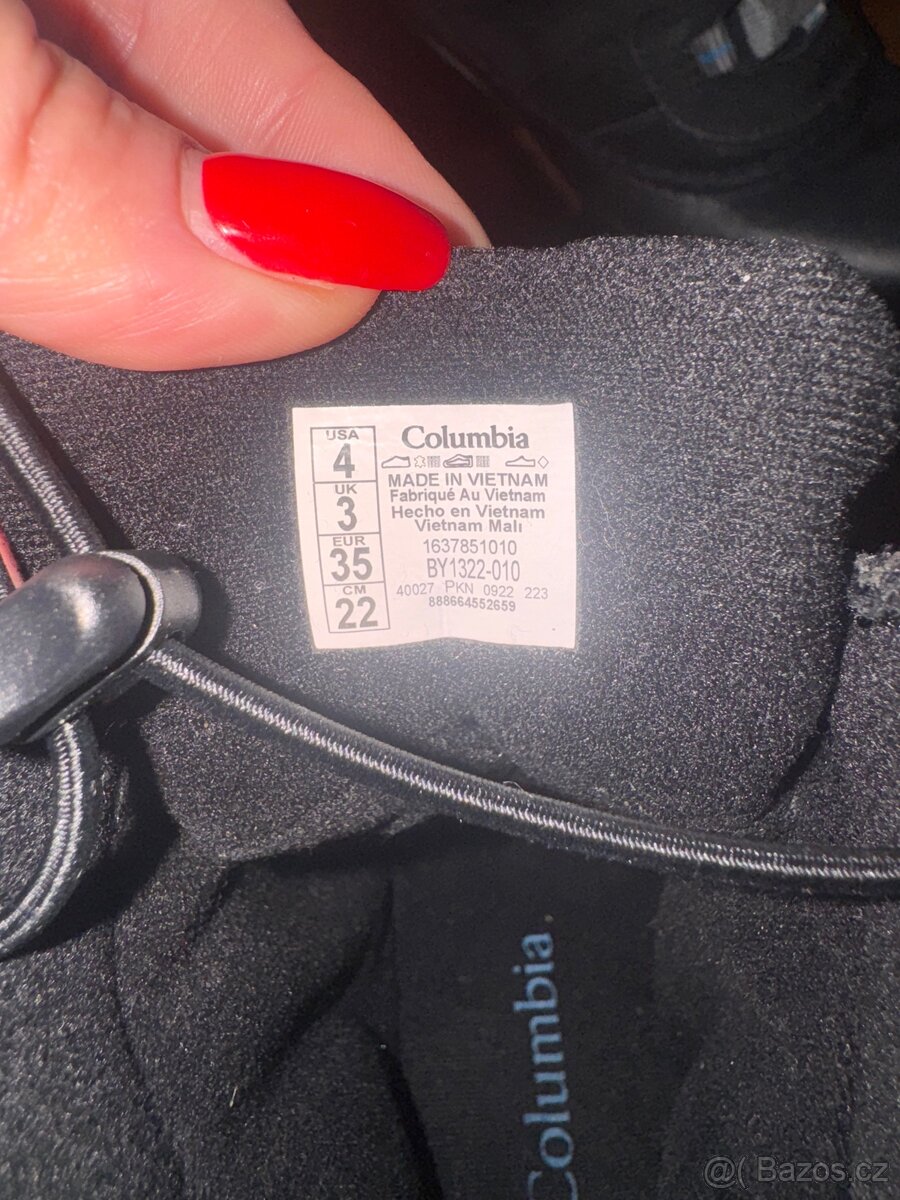 USA
4
UK
3
EUR
35
CM
22
Columbia
MADE IN VIETNAM
Fabriqué Au Vietnam
Hecho en Vietnam
Vietnam Malı
1637851010
BY1322-010
40027 PKN 0922 223
888664552659
Columbia
@( Bazos.cz